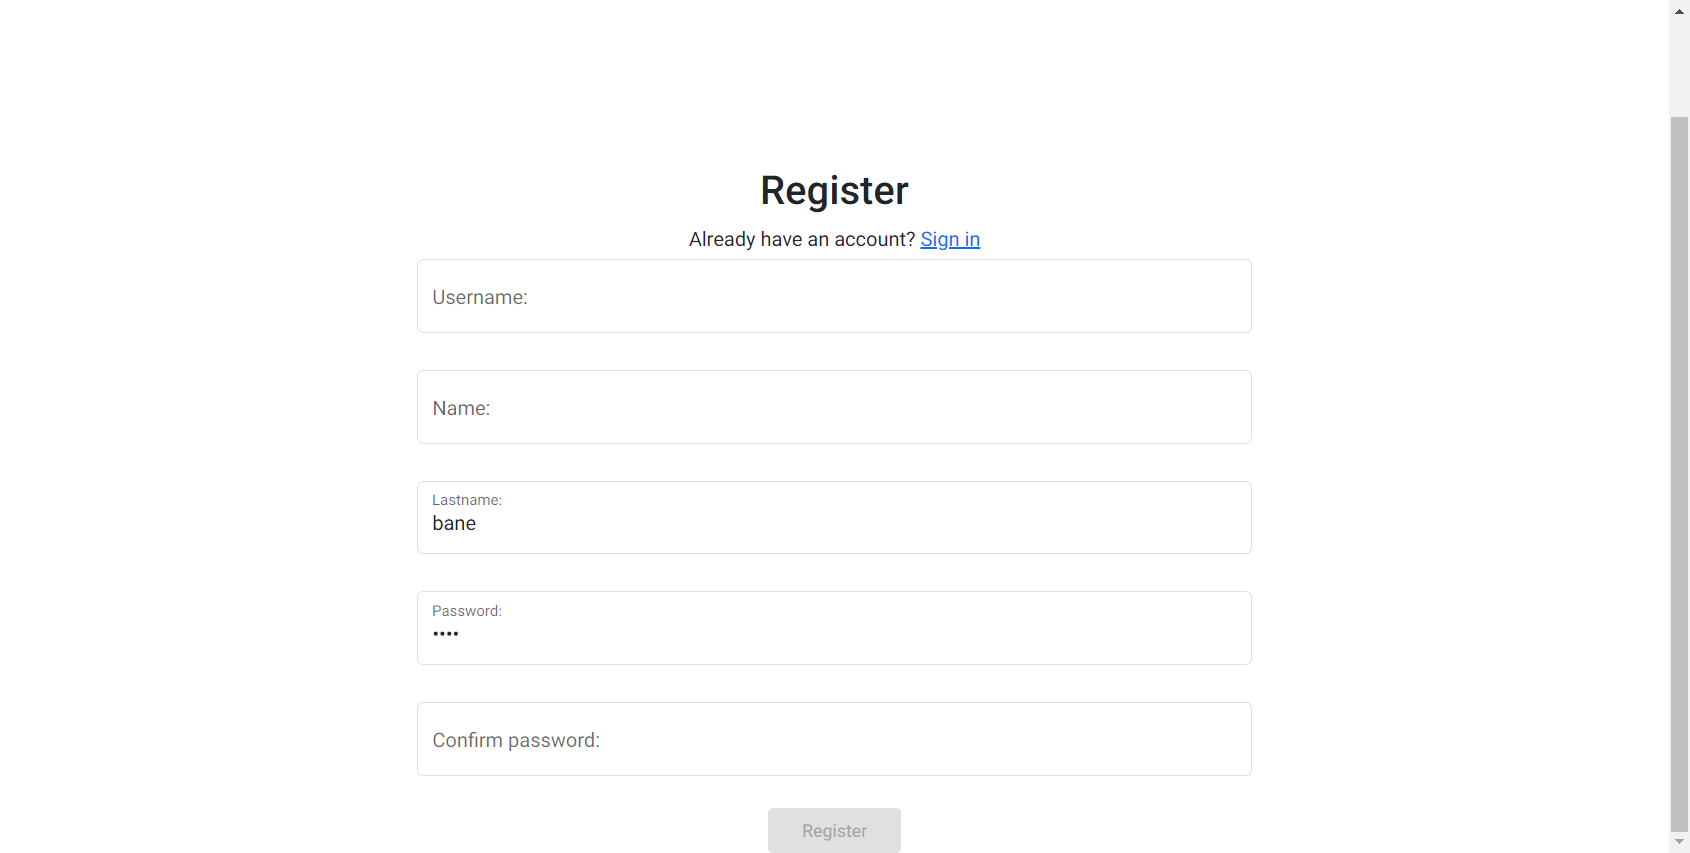 Register
Already have an account? Sign in
Username:
Name:
Lastname:
bane
Password:
••••
Confirm password:
Register